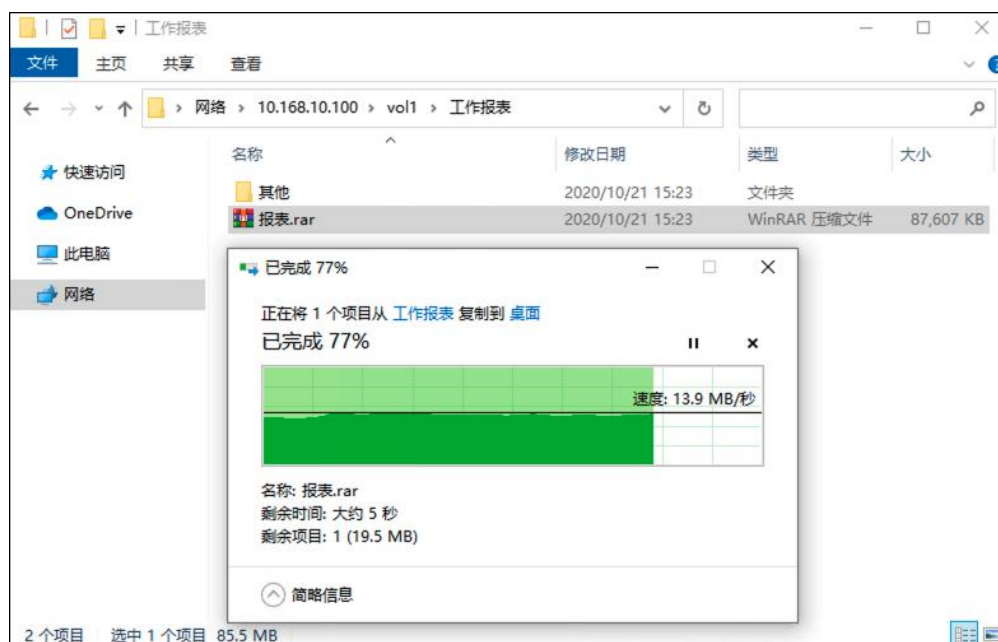 工作报表
文件 主页 共享 查看
网络 10.168.10.100 vol1 工作报表
名称 修改日期 类型 大小
快速访问
OneDrive
此电脑
网络
其他 2020/10/21 15:23 文件夹
报表.rar 2020/10/21 15:23 WinRAR 压缩文件 87,607 KB
已完成 77%
正在将 1 个项目从 工作报表 复制到 桌面
已完成 77%
速度: 13.9 MB/秒
名称: 报表.rar
剩余时间: 大约 5 秒
剩余项目: 1 (19.5 MB)
简略信息
2 个项目 选中 1 个项目 85.5 MB